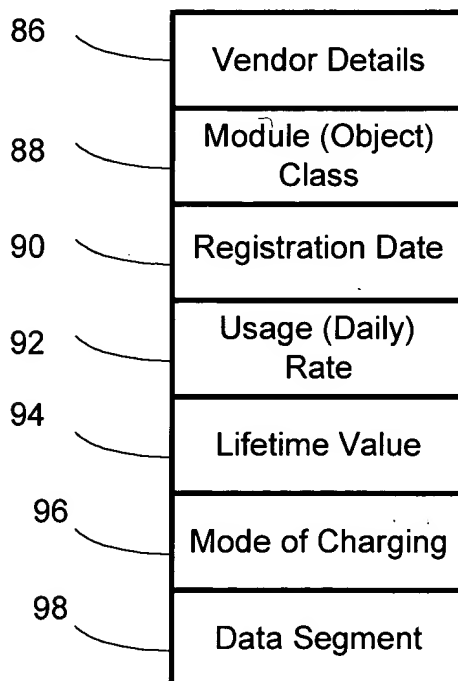 86
Vendor Details
88
Module (Object)
Class
90
Registration Date
92
Usage (Daily)
Rate
94
Lifetime Value
96
Mode of Charging
98
Data Segment